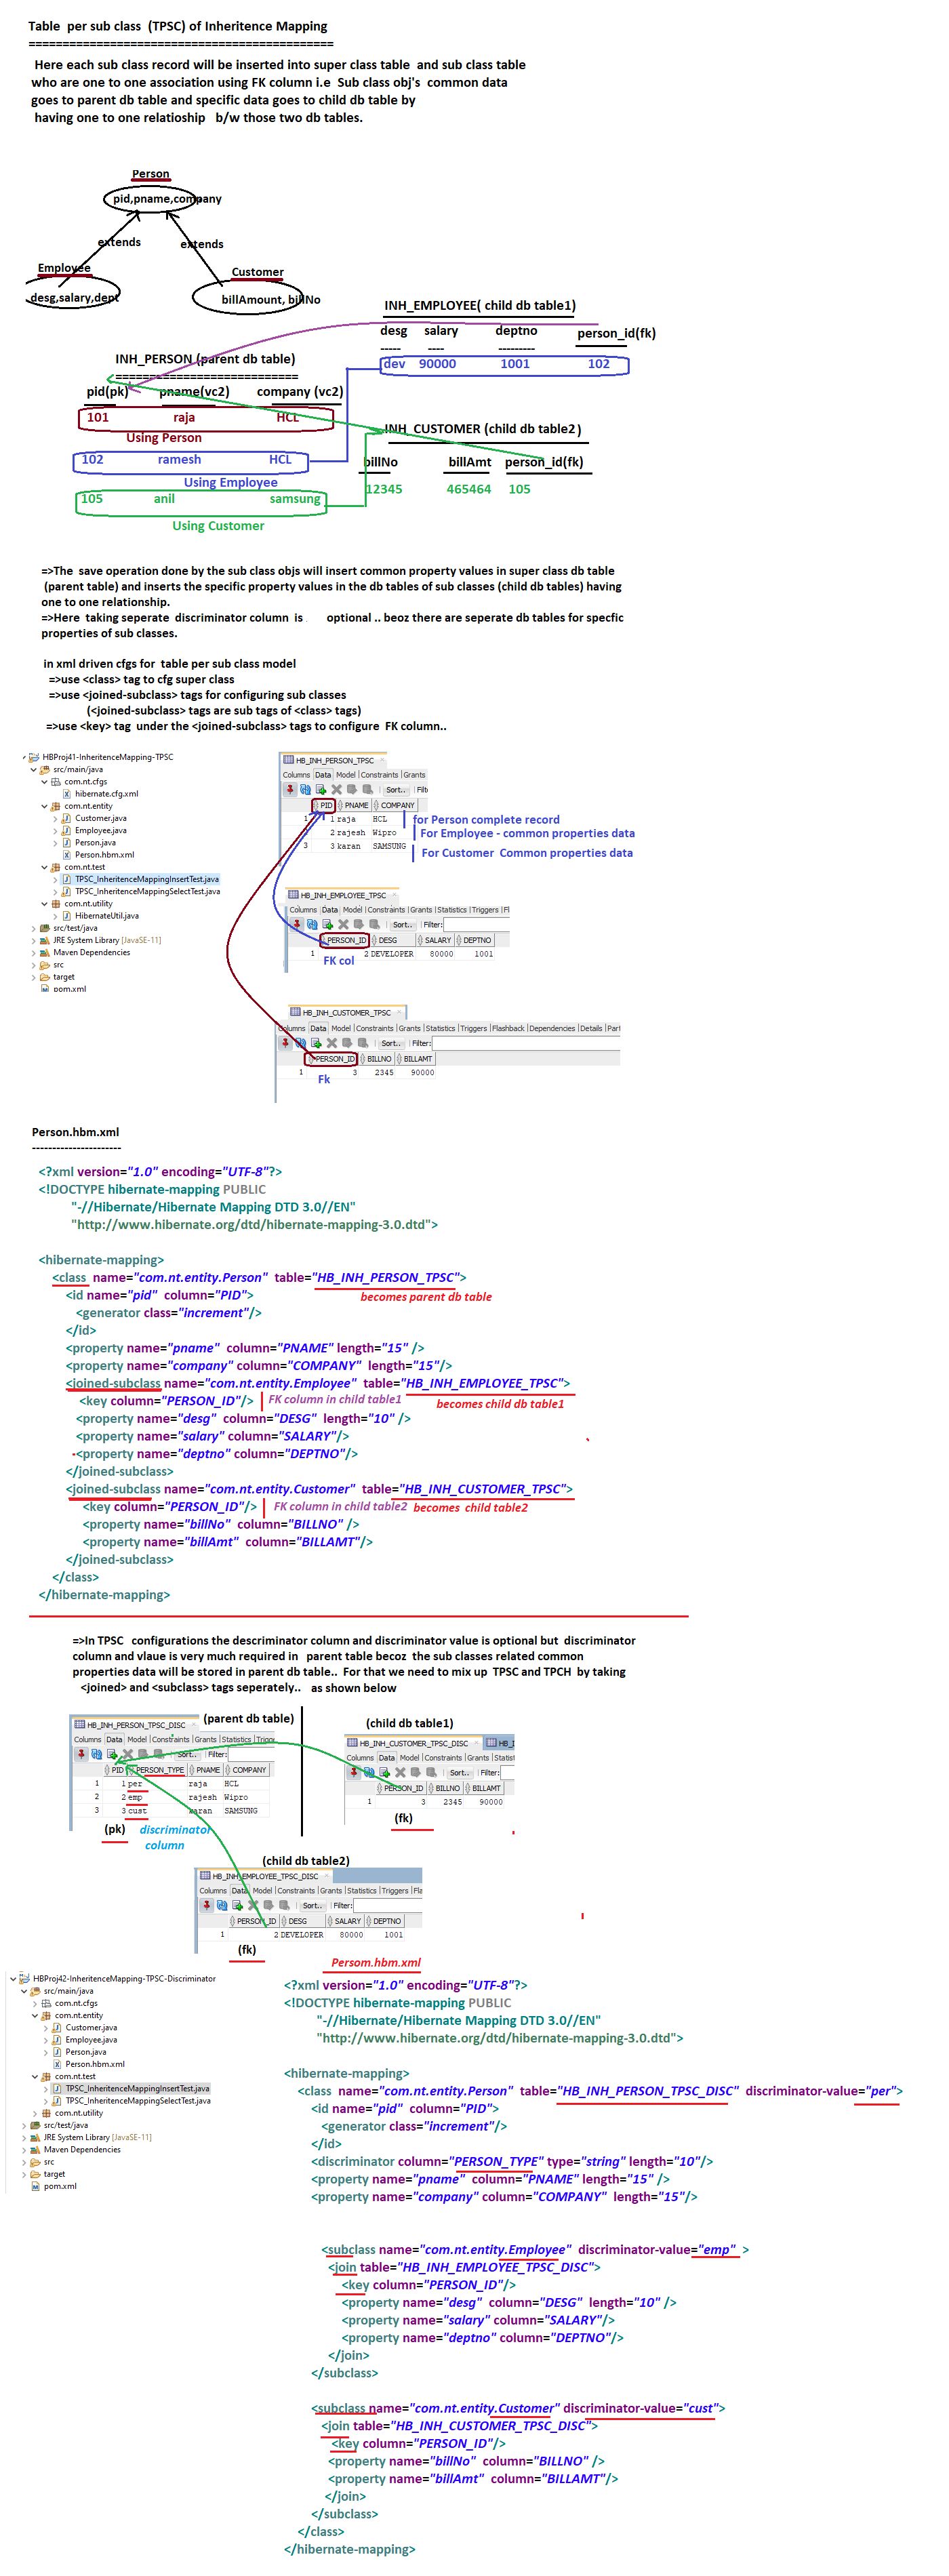 Table per sub class (TPSC) of Inheritence Mapping
=============================================
Here each sub class record will be inserted into super class table and sub class table
who are one to one association using FK column i.e Sub class obj's common data
goes to parent db table and specific data goes to child db table by
having one to one relatioship b/w those two db tables.
Person
pid,pname,company
extends
extends
Employee
desg,salary,dept
Customer
billAmount, billNo
INH_EMPLOYEE( child db table1)
desg salary deptno person_id(fk)
----- ---- ---------
dev 90000 1001 102
INH_PERSON (parent db table)
===========================
pid(pk) pname(vc2) company (vc2)
101 raja HCL
Using Person
102 ramesh HCL
Using Employee
105 anil samsung
Using Customer
INH_CUSTOMER (child db table2)
billNo billAmt person_id(fk)
12345 465464 105
=>The save operation done by the sub class objs will insert common property values in super class db table
(parent table) and inserts the specific property values in the db tables of sub classes (child db tables) having
one to one relationship.
=>Here taking seperate discriminator column is optional .. beoz there are seperate db tables for specfic
properties of sub classes.
in xml driven cfgs for table per sub class model
=>use <class> tag to cfg super class
=>use <joined-subclass> tags for configuring sub classes
(<joined-subclass> tags are sub tags of <class> tags)
=>use <key> tag under the <joined-subclass> tags to configure FK column..
HBProj41-InheritenceMapping-TPSC
src/main/java
com.nt.cfgs
hibernate.cfg.xml
com.nt.entity
Customer.java
Employee.java
Person.java
Person.hbm.xml
com.nt.test
TPSC_InheritenceMappingInsertTest.java
TPSC_InheritenceMappingSelectTest.java
com.nt.utility
HibernateUtil.java
src/test/java
JRE System Library [JavaSE-11]
Maven Dependencies
src
target
pom.xml
HB_INH_PERSON_TPSC
Columns Data Model Constraints Grants
Sort.. Filt
PID PNAME COMPANY
1 1 raja HCL
2 rajesh Wipro
3 3 karan SAMSUNG
for Person complete record
For Employee - common properties data
For Customer Common properties data
HB_INH_EMPLOYEE_TPSC
Columns Data Model Constraints Grants Statistics Triggers Fl
Sort.. Filter:
PERSON_ID DESG SALARY DEPTNO
1 2 DEVELOPER 80000 1001
FK col
HB_INH_CUSTOMER_TPSC
Columns Data Model Constraints Grants Statistics Triggers Flashback Dependencies Details Part
Sort.. Filter:
PERSON_ID BILLNO BILLAMT
1 3 2345 90000
Fk
Person.hbm.xml
----------------------
<?xml version="1.0" encoding="UTF-8"?>
<!DOCTYPE hibernate-mapping PUBLIC
"-//Hibernate/Hibernate Mapping DTD 3.0//EN"
"http://www.hibernate.org/dtd/hibernate-mapping-3.0.dtd">
<hibernate-mapping>
<class name="com.nt.entity.Person" table="HB_INH_PERSON_TPSC">
<id name="pid" column="PID"> becomes parent db table
<generator class="increment"/>
</id>
<property name="pname" column="PNAME" length="15" />
<property name="company" column="COMPANY" length="15"/>
<joined-subclass name="com.nt.entity.Employee" table="HB_INH_EMPLOYEE_TPSC">
<key column="PERSON_ID"/> FK column in child table1 becomes child db table1
<property name="desg" column="DESG" length="10" />
<property name="salary" column="SALARY"/>
<property name="deptno" column="DEPTNO"/>
</joined-subclass>
<joined-subclass name="com.nt.entity.Customer" table="HB_INH_CUSTOMER_TPSC">
<key column="PERSON_ID"/> FK column in child table2 becomes child table2
<property name="billNo" column="BILLNO" />
<property name="billAmt" column="BILLAMT"/>
</joined-subclass>
</class>
</hibernate-mapping>
=>In TPSC configurations the descriminator column and discriminator value is optional but discriminator
column and vlaue is very much required in parent table becoz the sub classes related common
properties data will be stored in parent db table.. For that we need to mix up TPSC and TPCH by taking
<joined> and <subclass> tags seperately.. as shown below
HB_INH_PERSON_TPSC_DISC (parent db table)
Columns Data Model Constraints Grants Statistics Trigge
Sort.. Filter:
PID PERSON_TYPE PNAME COMPANY
1 1 per raja HCL
2 2 emp rajesh Wipro
3 3 cust karan SAMSUNG
(pk) discriminator
column
(child db table1)
HB_INH_CUSTOMER_TPSC_DISC HB_I
Columns Data Model Constraints Grants Statist
Sort.. Filter:
PERSON_ID BILLNO BILLAMT
1 3 2345 90000
(fk)
(child db table2)
HB_INH_EMPLOYEE_TPSC_DISC
Columns Data Model Constraints Grants Statistics Triggers Fla
Sort.. Filter:
PERSON_ID DESG SALARY DEPTNO
1 2 DEVELOPER 80000 1001
(fk)
Persom.hbm.xml
HBProj42-InheritenceMapping-TPSC-Discriminator
src/main/java
com.nt.cfgs
com.nt.entity
Customer.java
Employee.java
Person.java
Person.hbm.xml
com.nt.test
TPSC_InheritenceMappingInsertTest.java
TPSC_InheritenceMappingSelectTest.java
com.nt.utility
src/test/java
JRE System Library [JavaSE-11]
Maven Dependencies
src
target
pom.xml
<?xml version="1.0" encoding="UTF-8"?>
<!DOCTYPE hibernate-mapping PUBLIC
"-//Hibernate/Hibernate Mapping DTD 3.0//EN"
"http://www.hibernate.org/dtd/hibernate-mapping-3.0.dtd">
<hibernate-mapping>
<class name="com.nt.entity.Person" table="HB_INH_PERSON_TPSC_DISC" discriminator-value="per">
<id name="pid" column="PID">
<generator class="increment"/>
</id>
<discriminator column="PERSON_TYPE" type="string" length="10"/>
<property name="pname" column="PNAME" length="15" />
<property name="company" column="COMPANY" length="15"/>
<subclass name="com.nt.entity.Employee" discriminator-value="emp" >
<join table="HB_INH_EMPLOYEE_TPSC_DISC">
<key column="PERSON_ID"/>
<property name="desg" column="DESG" length="10" />
<property name="salary" column="SALARY"/>
<property name="deptno" column="DEPTNO"/>
</join>
</subclass>
<subclass name="com.nt.entity.Customer" discriminator-value="cust">
<join table="HB_INH_CUSTOMER_TPSC_DISC">
<key column="PERSON_ID"/>
<property name="billNo" column="BILLNO" />
<property name="billAmt" column="BILLAMT"/>
</join>
</subclass>
</class>
</hibernate-mapping>